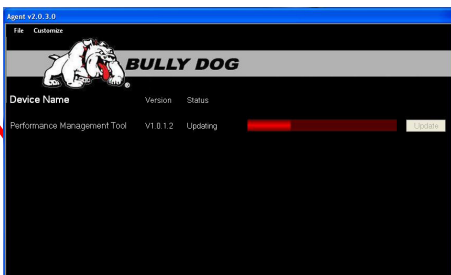 Agent v2.0.3.0
File Customize
BULLY DOG
Device Name Version Status
Performance Management Tool V1.0.1.2 Updating Update